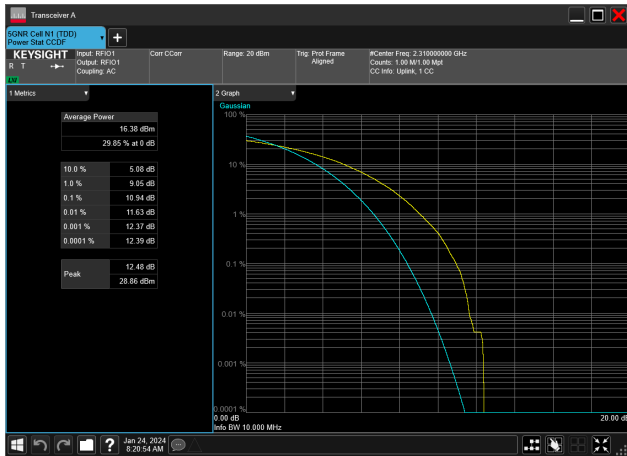 Transceiver A
5GNR Cell N1 (TDD)
Power Stat CCDF
KEYSIGHT
R T
Input: RFIO1
Output: RFIO1
Coupling: AC
Corr CCorr
Range: 20 dBm
Trig: Prot Frame
Aligned
#Center Freq: 2.310000000 GHz
Counts: 1.00 M/1.00 Mpt
CC Info: Uplink, 1 CC
1 Metrics
Average Power
16.38 dBm
29.85 % at 0 dB
10.0 % 5.08 dB
1.0 % 9.05 dB
0.1 % 10.94 dB
0.01 % 11.63 dB
0.001 % 12.37 dB
0.0001 % 12.39 dB
Peak
12.48 dB
28.86 dBm
2 Graph
Gaussian
100 %
10 %
1 %
0.1 %
0.01 %
0.001 %
0.0001 %
0.00 dB
20.00 dB
Info BW 10.000 MHz
?
Jan 24, 2024
8:20:54 AM